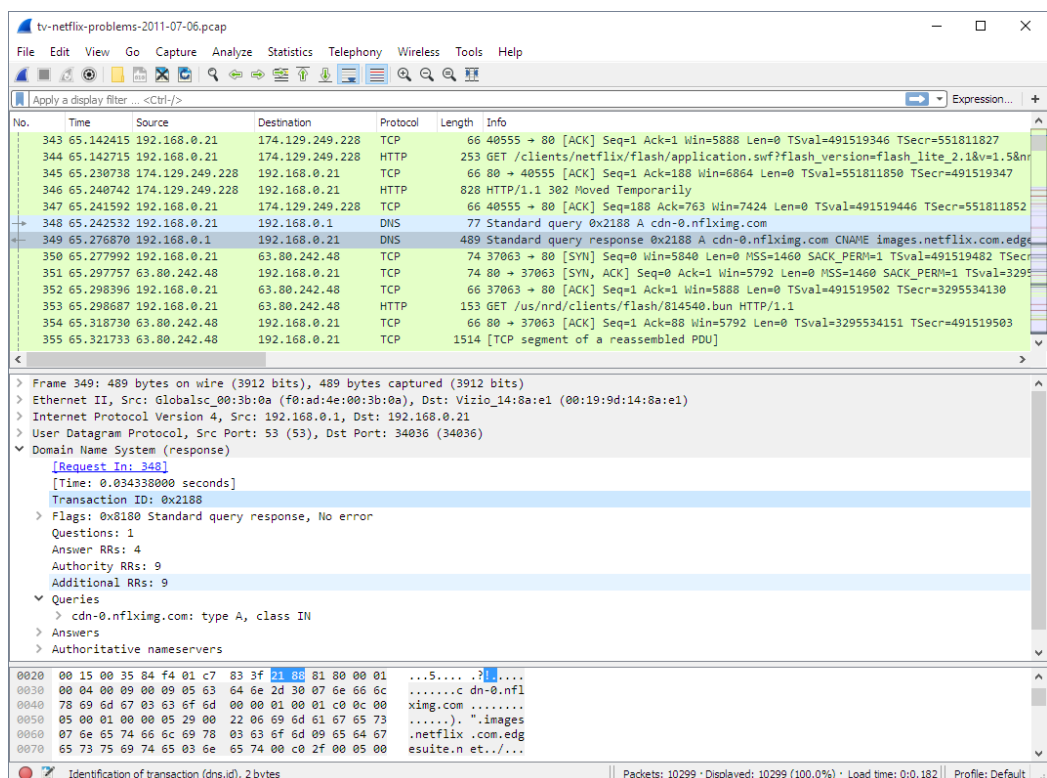 tv-netflix-problems-2011-07-06.pcap
File Edit View Go Capture Analyze Statistics Telephony Wireless Tools Help
Apply a display filter ... <Ctrl-/> Expression... +
No. Time Source Destination Protocol Length Info
343 65.142415 192.168.0.21 174.129.249.228 TCP 66 40555 → 80 [ACK] Seq=1 Ack=1 Win=5888 Len=0 TSval=491519346 TSecr=551811827
344 65.142715 192.168.0.21 174.129.249.228 HTTP 253 GET /clients/netflix/flash/application.swf?flash_version=flash_lite_2.1&v=1.5&nr
345 65.230738 174.129.249.228 192.168.0.21 TCP 66 80 → 40555 [ACK] Seq=1 Ack=188 Win=6864 Len=0 TSval=551811850 TSecr=491519347
346 65.240742 174.129.249.228 192.168.0.21 HTTP 828 HTTP/1.1 302 Moved Temporarily
347 65.241592 192.168.0.21 174.129.249.228 TCP 66 40555 → 80 [ACK] Seq=188 Ack=763 Win=7424 Len=0 TSval=491519446 TSecr=551811852
348 65.242532 192.168.0.21 192.168.0.1 DNS 77 Standard query 0x2188 A cdn-0.nflximg.com
349 65.276870 192.168.0.1 192.168.0.21 DNS 489 Standard query response 0x2188 A cdn-0.nflximg.com CNAME images.netflix.com.edge
350 65.277992 192.168.0.21 63.80.242.48 TCP 74 37063 → 80 [SYN] Seq=0 Win=5840 Len=0 MSS=1460 SACK_PERM=1 TSval=491519482 TSecr
351 65.297757 63.80.242.48 192.168.0.21 TCP 74 80 → 37063 [SYN, ACK] Seq=0 Ack=1 Win=5792 Len=0 MSS=1460 SACK_PERM=1 TSval=3295
352 65.298396 192.168.0.21 63.80.242.48 TCP 66 37063 → 80 [ACK] Seq=1 Ack=1 Win=5888 Len=0 TSval=491519502 TSecr=3295534130
353 65.298687 192.168.0.21 63.80.242.48 HTTP 153 GET /us/nrd/clients/flash/814540.bun HTTP/1.1
354 65.318730 63.80.242.48 192.168.0.21 TCP 66 80 → 37063 [ACK] Seq=1 Ack=88 Win=5792 Len=0 TSval=3295534151 TSecr=491519503
355 65.321733 63.80.242.48 192.168.0.21 TCP 1514 [TCP segment of a reassembled PDU]
Frame 349: 489 bytes on wire (3912 bits), 489 bytes captured (3912 bits)
Ethernet II, Src: Globalsc_00:3b:0a (f0:ad:4e:00:3b:0a), Dst: Vizio_14:8a:e1 (00:19:9d:14:8a:e1)
Internet Protocol Version 4, Src: 192.168.0.1, Dst: 192.168.0.21
User Datagram Protocol, Src Port: 53 (53), Dst Port: 34036 (34036)
Domain Name System (response)
[Request In: 348]
[Time: 0.034338000 seconds]
Transaction ID: 0x2188
Flags: 0x8180 Standard query response, No error
Questions: 1
Answer RRs: 4
Authority RRs: 9
Additional RRs: 9
Queries
cdn-0.nflximg.com: type A, class IN
Answers
Authoritative nameservers
0020 00 15 00 35 84 f4 01 c7 83 3f 21 88 81 80 00 01 ...5.... .?!.....
0030 00 04 00 09 00 09 05 63 64 6e 2d 30 07 6e 66 6c .......c dn-0.nfl
0040 78 69 6d 67 03 63 6f 6d 00 00 01 00 01 c0 0c 00 ximg.com ........
0050 05 00 01 00 00 05 29 00 22 06 69 6d 61 67 65 73 ......). ".images
0060 07 6e 65 74 66 6c 69 78 03 63 6f 6d 09 65 64 67 .netflix .com.edg
0070 65 73 75 69 74 65 03 6e 65 74 00 c0 2f 00 05 00 esuite.n et../...
Identification of transaction (dns.id), 2 bytes Packets: 10299 · Displayed: 10299 (100.0%) · Load time: 0:0.182 Profile: Default